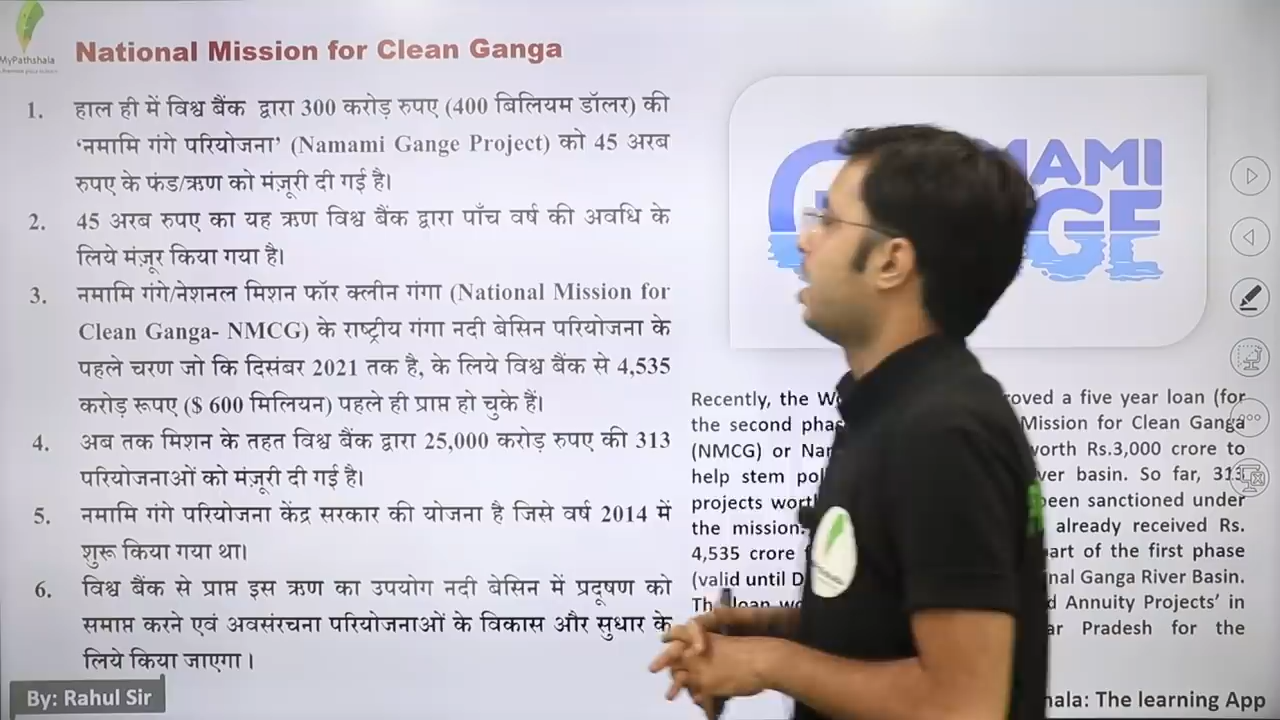 MyPathshala
National Mission for Clean Ganga
1. हाल ही में विश्व बैंक द्वारा 300 करोड़ रुपए (400 बिलियम डॉलर) की
‘नमामि गंगे परियोजना’ (Namami Gange Project) को 45 अरब
रुपए के फंड/ऋण को मंज़ूरी दी गई है।
2. 45 अरब रुपए का यह ऋण विश्व बैंक द्वारा पाँच वर्ष की अवधि के
लिये मंज़ूर किया गया है।
3. नमामि गंगे/नेशनल मिशन फॉर क्लीन गंगा (National Mission for
Clean Ganga- NMCG) के राष्ट्रीय गंगा नदी बेसिन परियोजना के
पहले चरण जो कि दिसंबर 2021 तक है, के लिये विश्व बैंक से 4,535
करोड़ रूपए ($ 600 मिलियन) पहले ही प्राप्त हो चुके हैं।
4. अब तक मिशन के तहत विश्व बैंक द्वारा 25,000 करोड़ रुपए की 313
परियोजनाओं को मंज़ूरी दी गई है।
5. नमामि गंगे परियोजना केंद्र सरकार की योजना है जिसे वर्ष 2014 में
शुरू किया गया था।
6. विश्व बैंक से प्राप्त इस ऋण का उपयोग नदी बेसिन में प्रदूषण को
समाप्त करने एवं अवसंरचना परियोजनाओं के विकास और सुधार के
लिये किया जाएगा।
MAMI
GE
Recently, the roved a five year loan (for
the second Mission for Clean Ganga
(NMCG) or worth Rs.3,000 crore to
help stem ver basin. So far, 313
projects been sanctioned under
the mission. already received Rs.
4,535 crore art of the first phase
(valid until nal Ganga River Basin.
The loan d Annuity Projects’ in
ar Pradesh for the
By: Rahul Sir
hala: The learning App